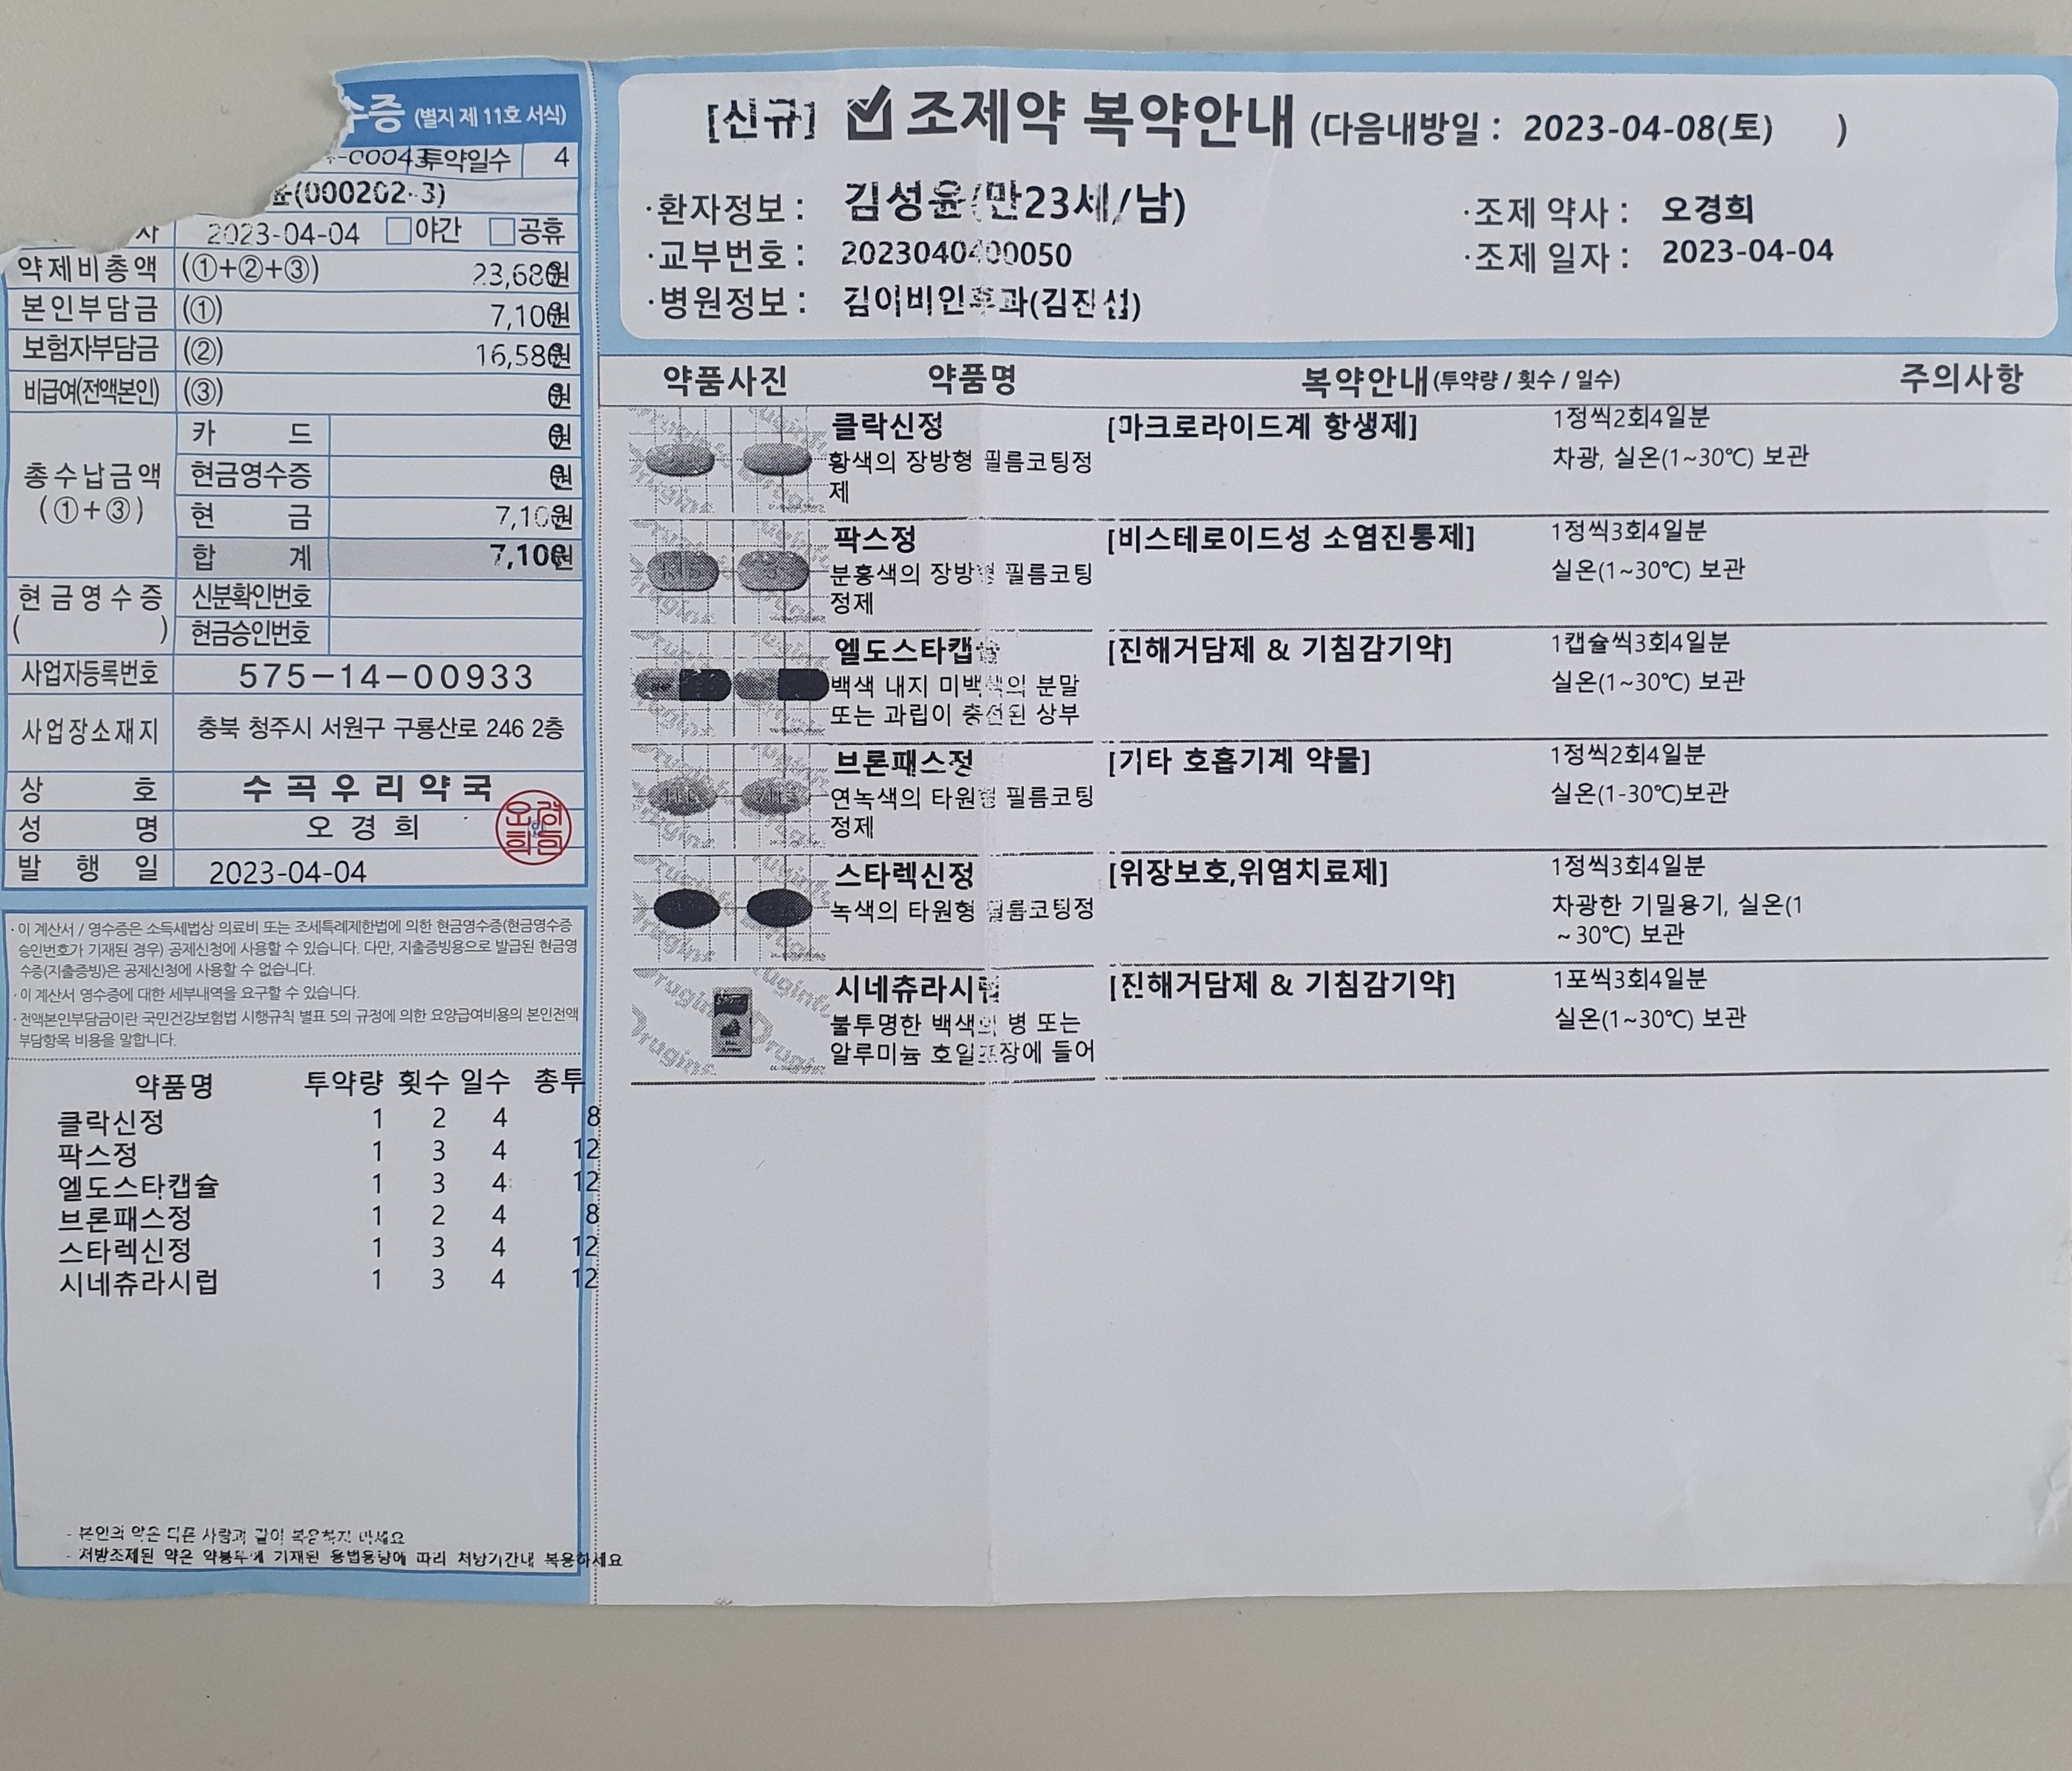 수증 (별지 제 11호 서식)
투약일수 4
(000202-3)
2023-04-04 야간 공휴
약제비총액 (①+②+③) 23,680원
본인부담금 (①) 7,100원
보험자부담금 (②) 16,580원
비급여(전액본인) (③) 0원
총수납금액
(①+③)
카 드 0원
현금영수증 0원
현 금 7,100원
합 계 7,100원
현금영수증
( )
신분확인번호
현금승인번호
사업자등록번호 575-14-00933
사업장소재지 충북 청주시 서원구 구룡산로 246 2층
상 호 수곡우리약국
성 명 오경희
발 행 일 2023-04-04
·이 계산서 / 영수증은 소득세법상 의료비 또는 조세특례제한법에 의한 현금영수증(현금영수증
승인번호가 기재된 경우) 공제신청에 사용할 수 있습니다. 다만, 지출증빙용으로 발급된 현금영
수증(지출증빙)은 공제신청에 사용할 수 없습니다.
·이 계산서 영수증에 대한 세부내역을 요구할 수 있습니다.
·전액본인부담금이란 국민건강보험법 시행규칙 별표 5의 규정에 의한 요양급여비용의 본인전액
부담항목 비용을 말합니다.
약품명 투약량 횟수 일수 총투
클락신정 1 2 4 8
팍스정 1 3 4 12
엘도스타캡슐 1 3 4 12
브론패스정 1 2 4 8
스타렉신정 1 3 4 12
시네츄라시럽 1 3 4 12
- 본인의 약은 다른 사람과 같이 복용하지 마세요
- 처방조제된 약은 약봉투에 기재된 용법용량에 따라 처방기간내 복용하세요
[신규] 조제약 복약안내 (다음내방일 : 2023-04-08(토) )
·환자정보 : 김성윤(만23세/남)
·교부번호 : 2023040400050
·병원정보 : 김이비인후과(김진섭)
·조제 약사 : 오경희
·조제 일자 : 2023-04-04
약품사진 약품명 복약안내(투약량 / 횟수 / 일수) 주의사항
클락신정 [마크로라이드계 항생제] 1정씩2회4일분
황색의 장방형 필름코팅정 차광, 실온(1~30℃) 보관
제
팍스정 [비스테로이드성 소염진통제] 1정씩3회4일분
분홍색의 장방형 필름코팅 실온(1~30℃) 보관
정제
엘도스타캡슐 [진해거담제 & 기침감기약] 1캡슐씩3회4일분
백색 내지 미백색의 분말 실온(1~30℃) 보관
또는 과립이 충전된 상부
브론패스정 [기타 호흡기계 약물] 1정씩2회4일분
연녹색의 타원형 필름코팅 실온(1-30℃)보관
정제
스타렉신정 [위장보호,위염치료제] 1정씩3회4일분
녹색의 타원형 필름코팅정 차광한 기밀용기, 실온(1
~30℃) 보관
시네츄라시럽 [진해거담제 & 기침감기약] 1포씩3회4일분
불투명한 백색의 병 또는 실온(1~30℃) 보관
알루미늄 호일포장에 들어